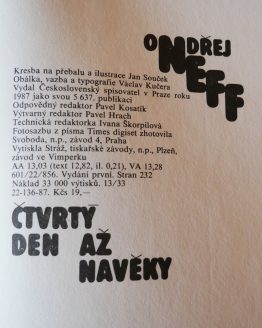 ONDŘEJ
NEFF
Kresba na přebalu a ilustrace Jan Souček
Obálka, vazba a typografie Václav Kučera
Vydal Československý spisovatel v Praze roku
1987 jako svou 5 637. publikaci
Odpovědný redaktor Pavel Kosatík
Výtvarný redaktor Pavel Hrach
Technická redaktorka Ivana Škorpilová
Fotosazbu z písma Times digiset zhotovila
Svoboda, n.p., závod 4, Praha
Vytiskla Stráž, tiskařské závody, n.p., Plzeň,
závod ve Vimperku
AA 13,03 (text 12,82, il. 0,21), VA 13,28
601/22/856. Vydání první. Stran 232
Náklad 33 000 výtisků. 13/33
22-136-87. Kčs 19,—
ČTVRTÝ
DEN AŽ
NAVĚKY